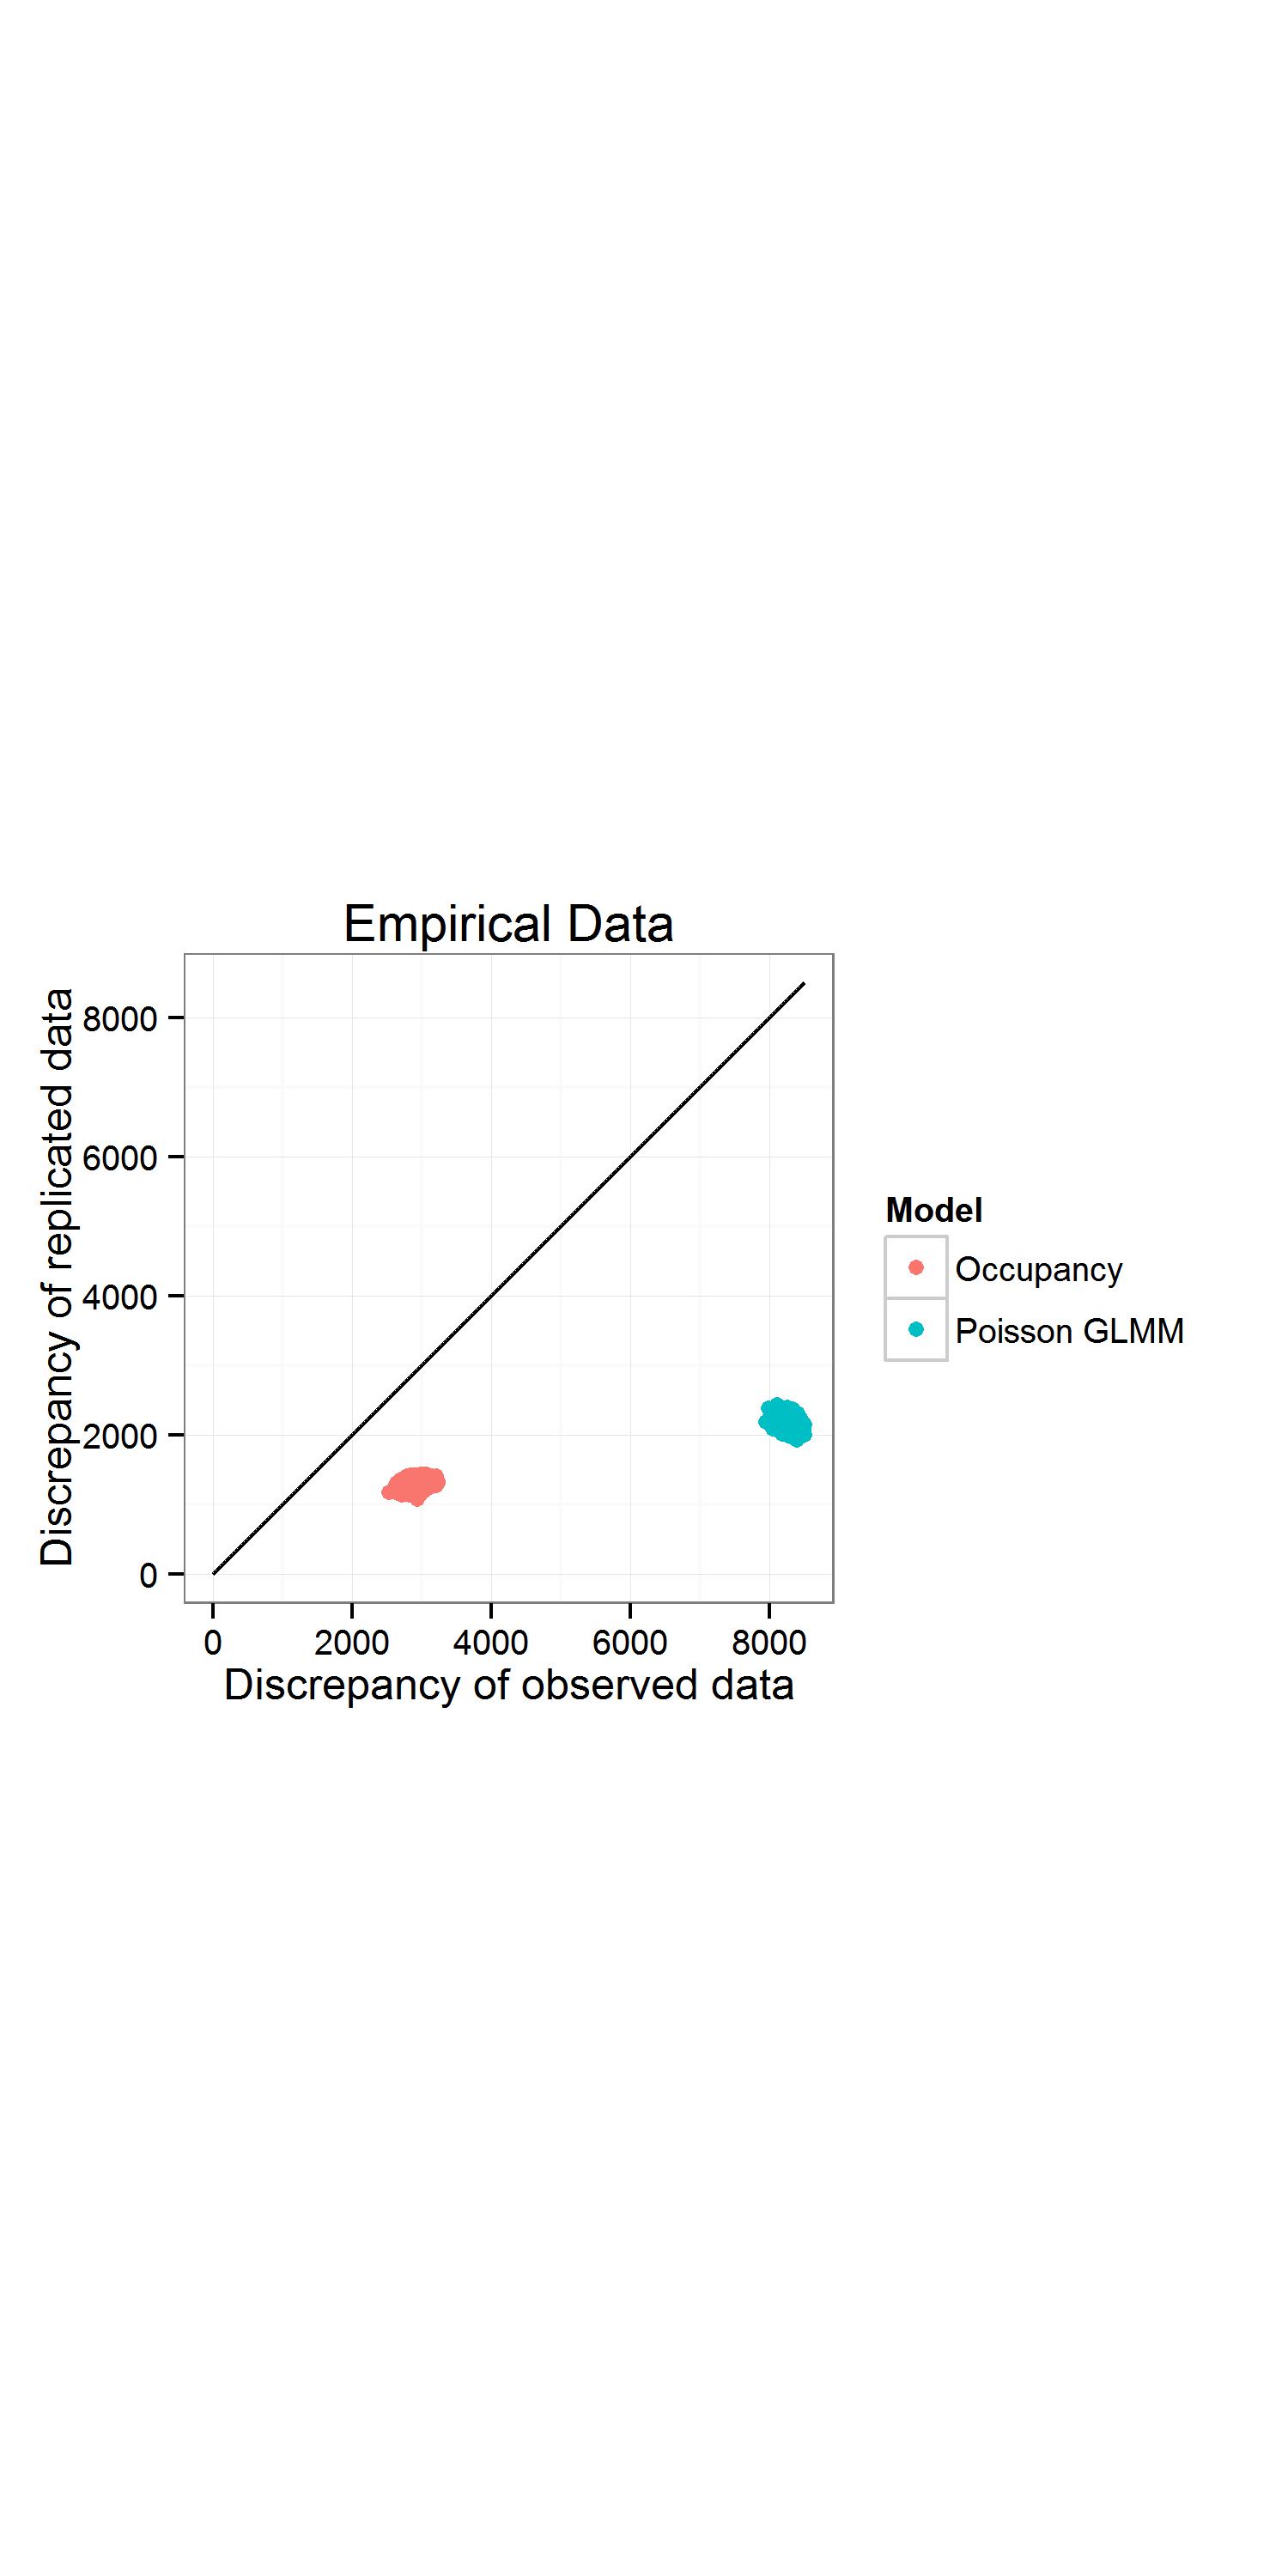 Empirical Data
Discrepancy of replicated data
8000
6000
4000
2000
0
0 2000 4000 6000 8000
Discrepancy of observed data
Model
Occupancy
Poisson GLMM